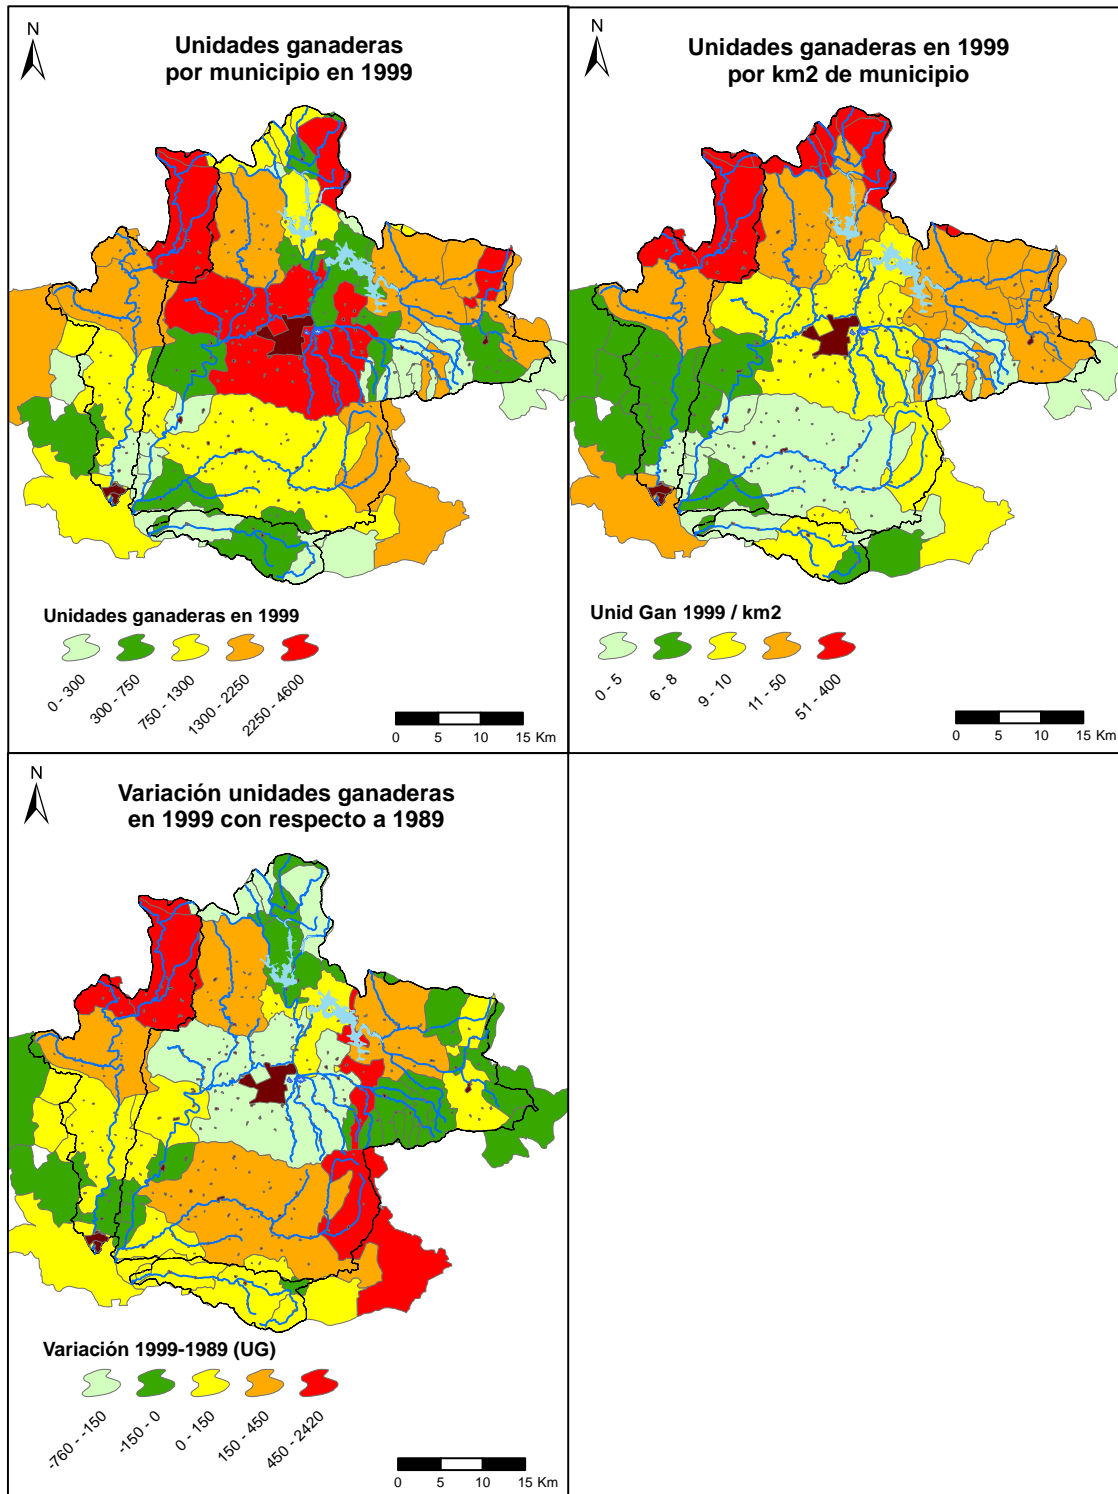 N
Unidades ganaderas
por municipio en 1999
Unidades ganaderas en 1999
0 - 300
300 - 750
750 - 1300
1300 - 2250
2250 - 4600
0 5 10 15 Km
N
Unidades ganaderas en 1999
por km2 de municipio
Unid Gan 1999 / km2
0 - 5
6 - 8
9 - 10
11 - 50
51 - 400
0 5 10 15 Km
N
Variación unidades ganaderas
en 1999 con respecto a 1989
Variación 1999-1989 (UG)
-760 - -150
-150 - 0
0 - 150
150 - 450
450 - 2420
0 5 10 15 Km